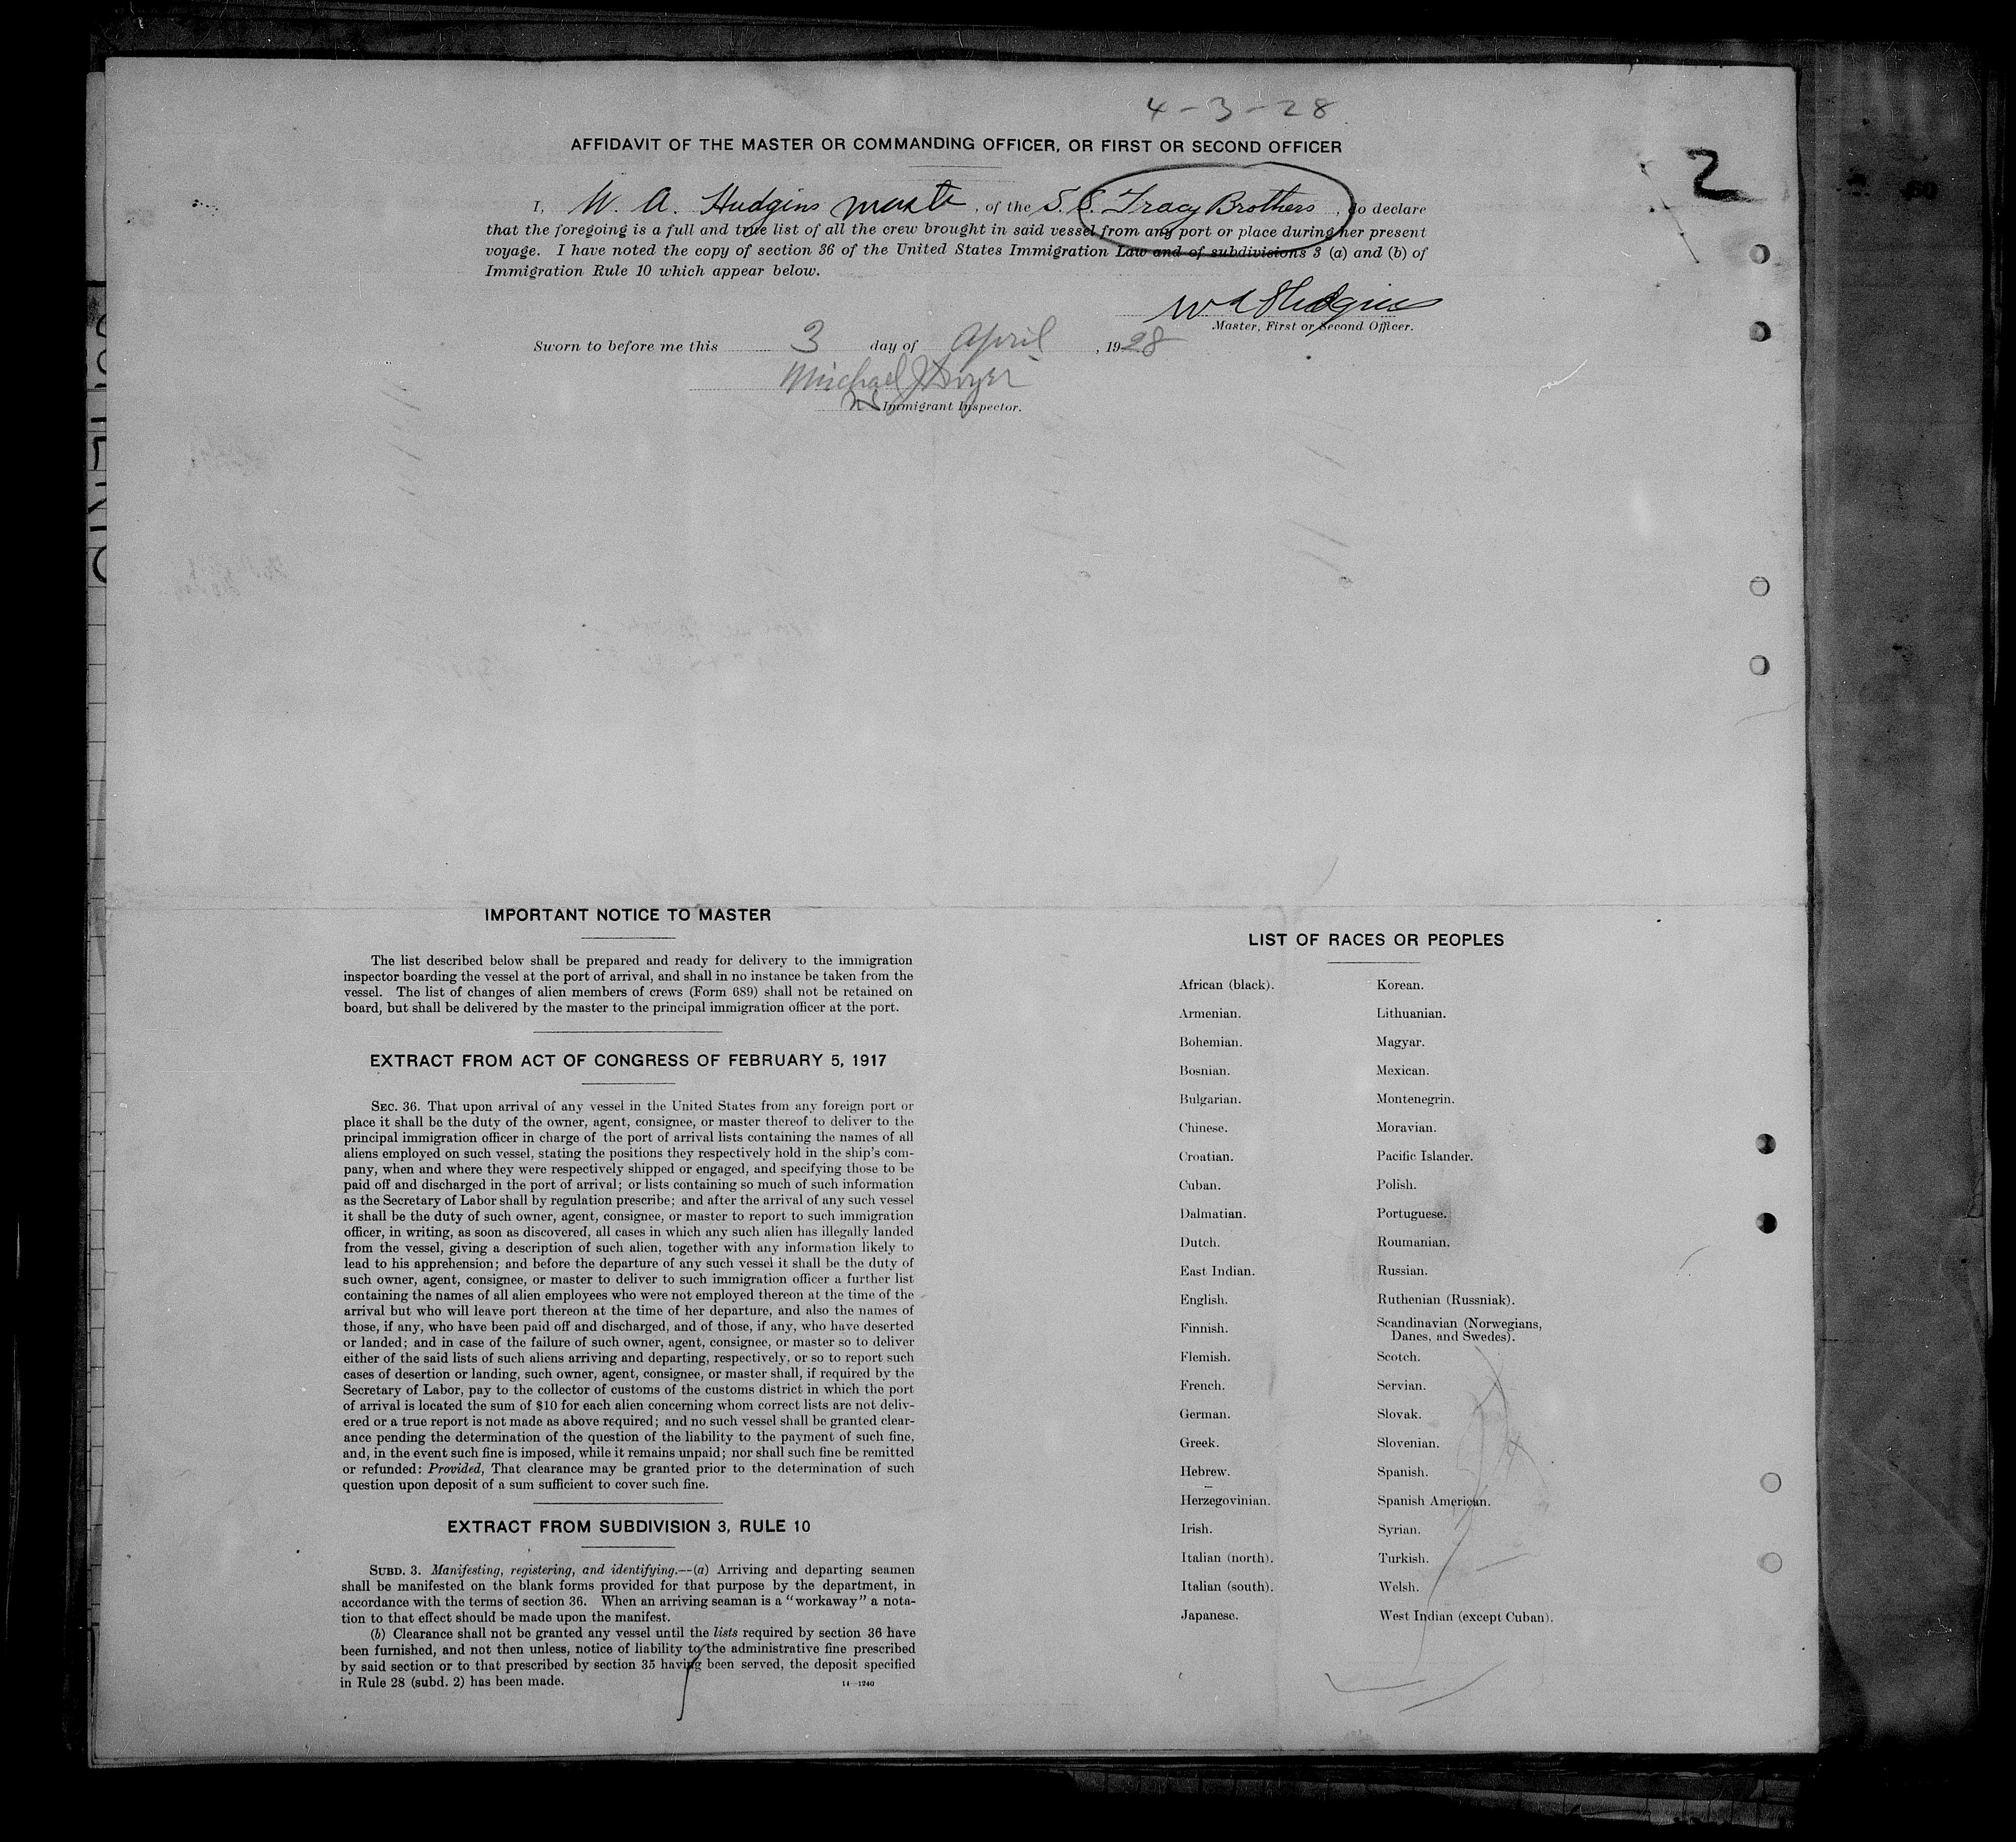 4-3-28
AFFIDAVIT OF THE MASTER OR COMMANDING OFFICER, OR FIRST OR SECOND OFFICER
2
I, W. A. Hudgins maste, of the S.S. Tracy Brothers, do declare
that the foregoing is a full and true list of all the crew brought in said vessel from any port or place during her present
voyage. I have noted the copy of section 36 of the United States Immigration Law and of subdivisions 3 (a) and (b) of
Immigration Rule 10 which appear below.
W A Hudgins
Master, First or Second Officer.
Sworn to before me this 3 day of April, 1928
Michael J Dwyer
Immigrant Inspector.
IMPORTANT NOTICE TO MASTER
The list described below shall be prepared and ready for delivery to the immigration
inspector boarding the vessel at the port of arrival, and shall in no instance be taken from the
vessel. The list of changes of alien members of crews (Form 689) shall not be retained on
board, but shall be delivered by the master to the principal immigration officer at the port.
EXTRACT FROM ACT OF CONGRESS OF FEBRUARY 5, 1917
SEC. 36. That upon arrival of any vessel in the United States from any foreign port or
place it shall be the duty of the owner, agent, consignee, or master thereof to deliver to the
principal immigration officer in charge of the port of arrival lists containing the names of all
aliens employed on such vessel, stating the positions they respectively hold in the ship's com-
pany, when and where they were respectively shipped or engaged, and specifying those to be
paid off and discharged in the port of arrival; or lists containing so much of such information
as the Secretary of Labor shall by regulation prescribe; and after the arrival of any such vessel
it shall be the duty of such owner, agent, consignee, or master to report to such immigration
officer, in writing, as soon as discovered, all cases in which any such alien has illegally landed
from the vessel, giving a description of such alien, together with any information likely to
lead to his apprehension; and before the departure of any such vessel it shall be the duty of
such owner, agent, consignee, or master to deliver to such immigration officer a further list
containing the names of all alien employees who were not employed thereon at the time of the
arrival but who will leave port thereon at the time of her departure, and also the names of
those, if any, who have been paid off and discharged, and of those, if any, who have deserted
or landed; and in case of the failure of such owner, agent, consignee, or master so to deliver
either of the said lists of such aliens arriving and departing, respectively, or so to report such
cases of desertion or landing, such owner, agent, consignee, or master shall, if required by the
Secretary of Labor, pay to the collector of customs of the customs district in which the port
of arrival is located the sum of $10 for each alien concerning whom correct lists are not deliv-
ered or a true report is not made as above required; and no such vessel shall be granted clear-
ance pending the determination of the question of the liability to the payment of such fine,
and, in the event such fine is imposed, while it remains unpaid; nor shall such fine be remitted
or refunded: Provided, That clearance may be granted prior to the determination of such
question upon deposit of a sum sufficient to cover such fine.
EXTRACT FROM SUBDIVISION 3, RULE 10
SUBD. 3. Manifesting, registering, and identifying.—(a) Arriving and departing seamen
shall be manifested on the blank forms provided for that purpose by the department, in
accordance with the terms of section 36. When an arriving seaman is a "workaway" a nota-
tion to that effect should be made upon the manifest.
(b) Clearance shall not be granted any vessel until the lists required by section 36 have
been furnished, and not then unless, notice of liability to the administrative fine prescribed
by said section or to that prescribed by section 35 having been served, the deposit specified
in Rule 28 (subd. 2) has been made.
14—1240
LIST OF RACES OR PEOPLES
African (black).
Armenian.
Bohemian.
Bosnian.
Bulgarian.
Chinese.
Croatian.
Cuban.
Dalmatian.
Dutch.
East Indian.
English.
Finnish.
Flemish.
French.
German.
Greek.
Hebrew.
Herzegovinian.
Irish.
Italian (north).
Italian (south).
Japanese.
Korean.
Lithuanian.
Magyar.
Mexican.
Montenegrin.
Moravian.
Pacific Islander.
Polish.
Portuguese.
Roumanian.
Russian.
Ruthenian (Russniak).
Scandinavian (Norwegians,
Danes, and Swedes).
Scotch.
Servian.
Slovak.
Slovenian.
Spanish.
Spanish American.
Syrian.
Turkish.
Welsh.
West Indian (except Cuban).